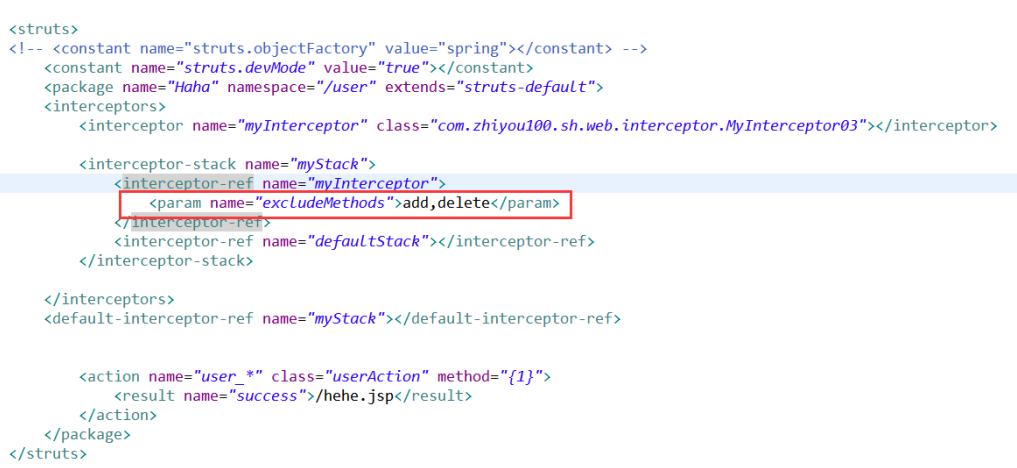 <struts>
<!-- <constant name="struts.objectFactory" value="spring"></constant> -->
<constant name="struts.devMode" value="true"></constant>
<package name="Haha" namespace="/user" extends="struts-default">
<interceptors>
<interceptor name="myInterceptor" class="com.zhiyou100.sh.web.interceptor.MyInterceptor03"></interceptor>
<interceptor-stack name="myStack">
<interceptor-ref name="myInterceptor">
<param name="excludeMethods">add,delete</param>
</interceptor-ref>
<interceptor-ref name="defaultStack"></interceptor-ref>
</interceptor-stack>
</interceptors>
<default-interceptor-ref name="myStack"></default-interceptor-ref>
<action name="user_*" class="userAction" method="{1}">
<result name="success">/hehe.jsp</result>
</action>
</package>
</struts>